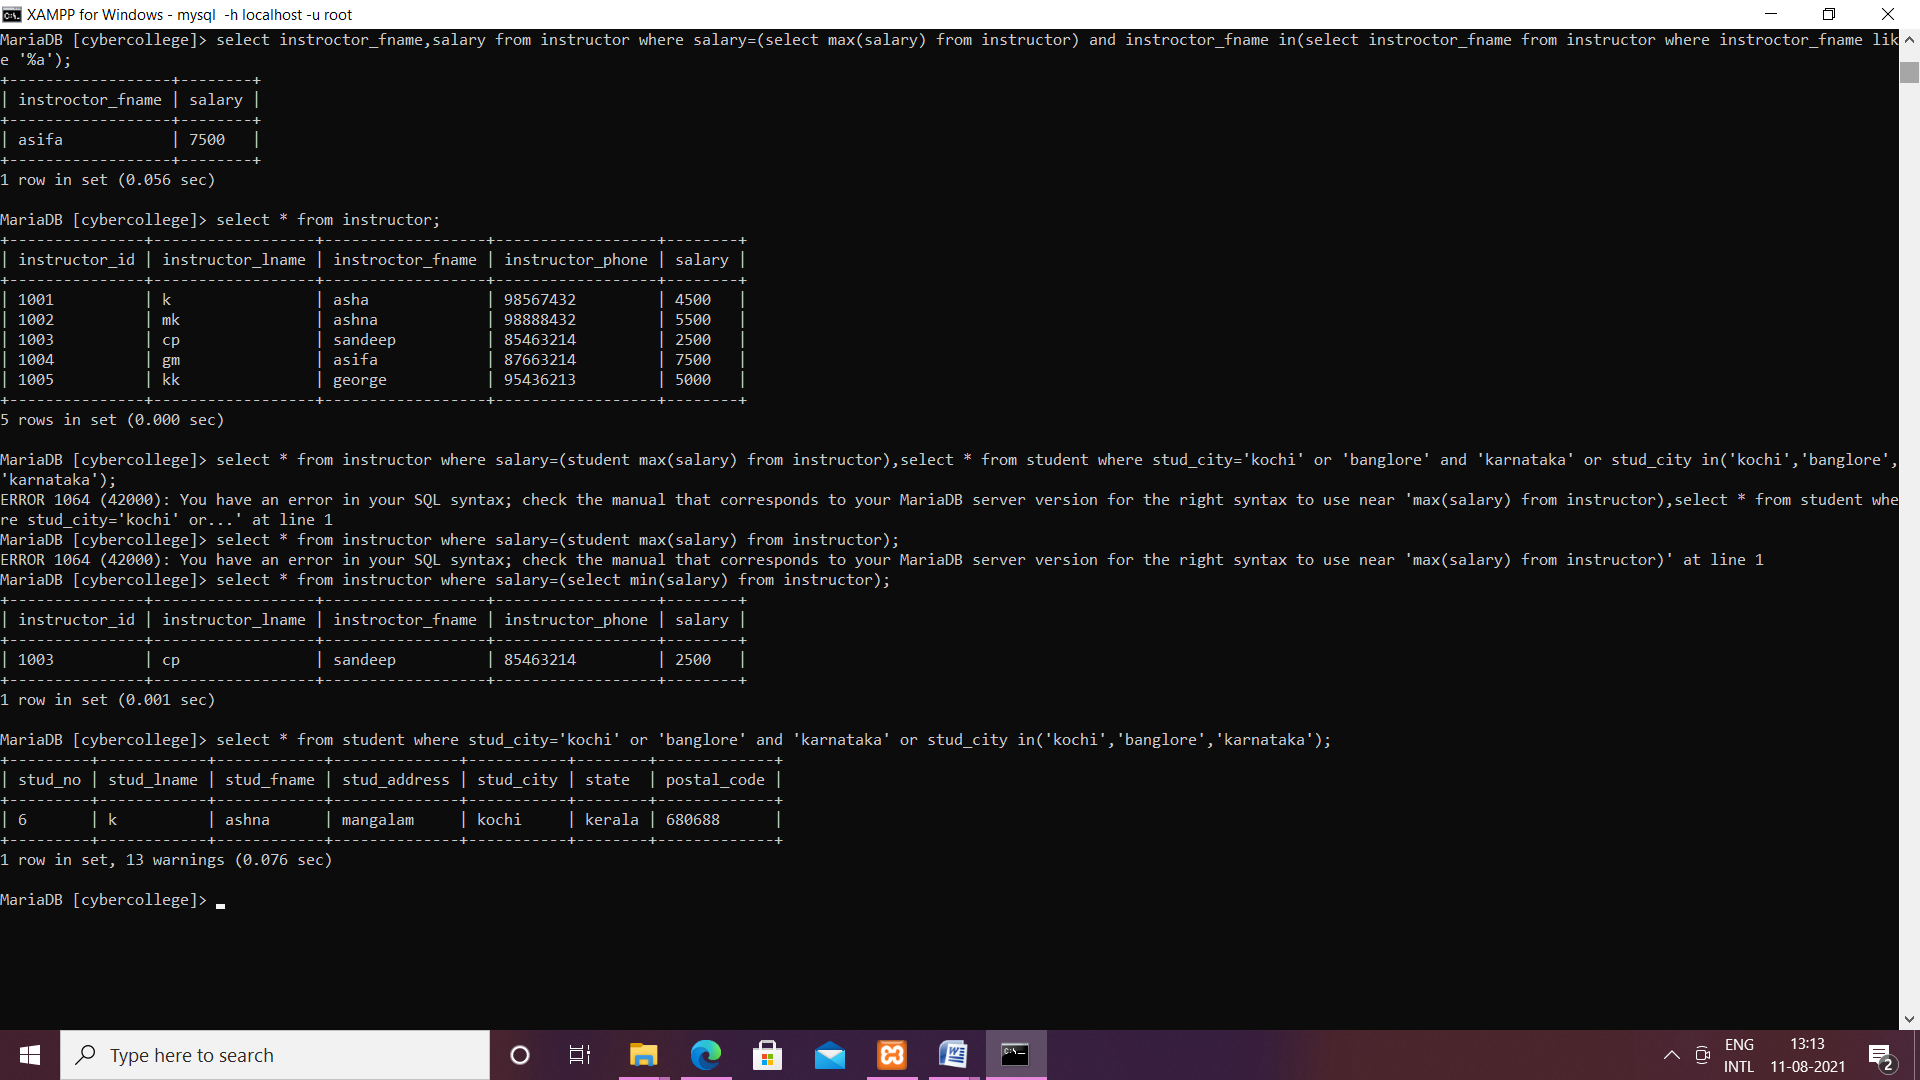 XAMPP for Windows - mysql  -h localhost -u root
MariaDB [cybercollege]> select instroctor_fname,salary from instructor where salary=(select max(salary) from instructor) and instroctor_fname in(select instroctor_fname from instructor where instroctor_fname lik
e '%a');
+------------------+--------+
| instroctor_fname | salary |
+------------------+--------+
| asifa            | 7500   |
+------------------+--------+
1 row in set (0.056 sec)
MariaDB [cybercollege]> select * from instructor;
+---------------+------------------+------------------+------------------+--------+
| instructor_id | instructor_lname | instroctor_fname | instructor_phone | salary |
+---------------+------------------+------------------+------------------+--------+
| 1001          | k                | asha             | 98567432         | 4500   |
| 1002          | mk               | ashna            | 98888432         | 5500   |
| 1003          | cp               | sandeep          | 85463214         | 2500   |
| 1004          | gm               | asifa            | 87663214         | 7500   |
| 1005          | kk               | george           | 95436213         | 5000   |
+---------------+------------------+------------------+------------------+--------+
5 rows in set (0.000 sec)
MariaDB [cybercollege]> select * from instructor where salary=(student max(salary) from instructor),select * from student where stud_city='kochi' or 'banglore' and 'karnataka' or stud_city in('kochi','banglore',
'karnataka');
ERROR 1064 (42000): You have an error in your SQL syntax; check the manual that corresponds to your MariaDB server version for the right syntax to use near 'max(salary) from instructor),select * from student whe
re stud_city='kochi' or...' at line 1
MariaDB [cybercollege]> select * from instructor where salary=(student max(salary) from instructor);
ERROR 1064 (42000): You have an error in your SQL syntax; check the manual that corresponds to your MariaDB server version for the right syntax to use near 'max(salary) from instructor)' at line 1
MariaDB [cybercollege]> select * from instructor where salary=(select min(salary) from instructor);
+---------------+------------------+------------------+------------------+--------+
| instructor_id | instructor_lname | instroctor_fname | instructor_phone | salary |
+---------------+------------------+------------------+------------------+--------+
| 1003          | cp               | sandeep          | 85463214         | 2500   |
+---------------+------------------+------------------+------------------+--------+
1 row in set (0.001 sec)
MariaDB [cybercollege]> select * from student where stud_city='kochi' or 'banglore' and 'karnataka' or stud_city in('kochi','banglore','karnataka');
+---------+------------+------------+--------------+-----------+--------+-------------+
| stud_no | stud_lname | stud_fname | stud_address | stud_city | state  | postal_code |
+---------+------------+------------+--------------+-----------+--------+-------------+
| 6       | k          | ashna      | mangalam     | kochi     | kerala | 680688      |
+---------+------------+------------+--------------+-----------+--------+-------------+
1 row in set, 13 warnings (0.076 sec)
MariaDB [cybercollege]> _
Type here to search
ENG
INTL
13:13
11-08-2021
2